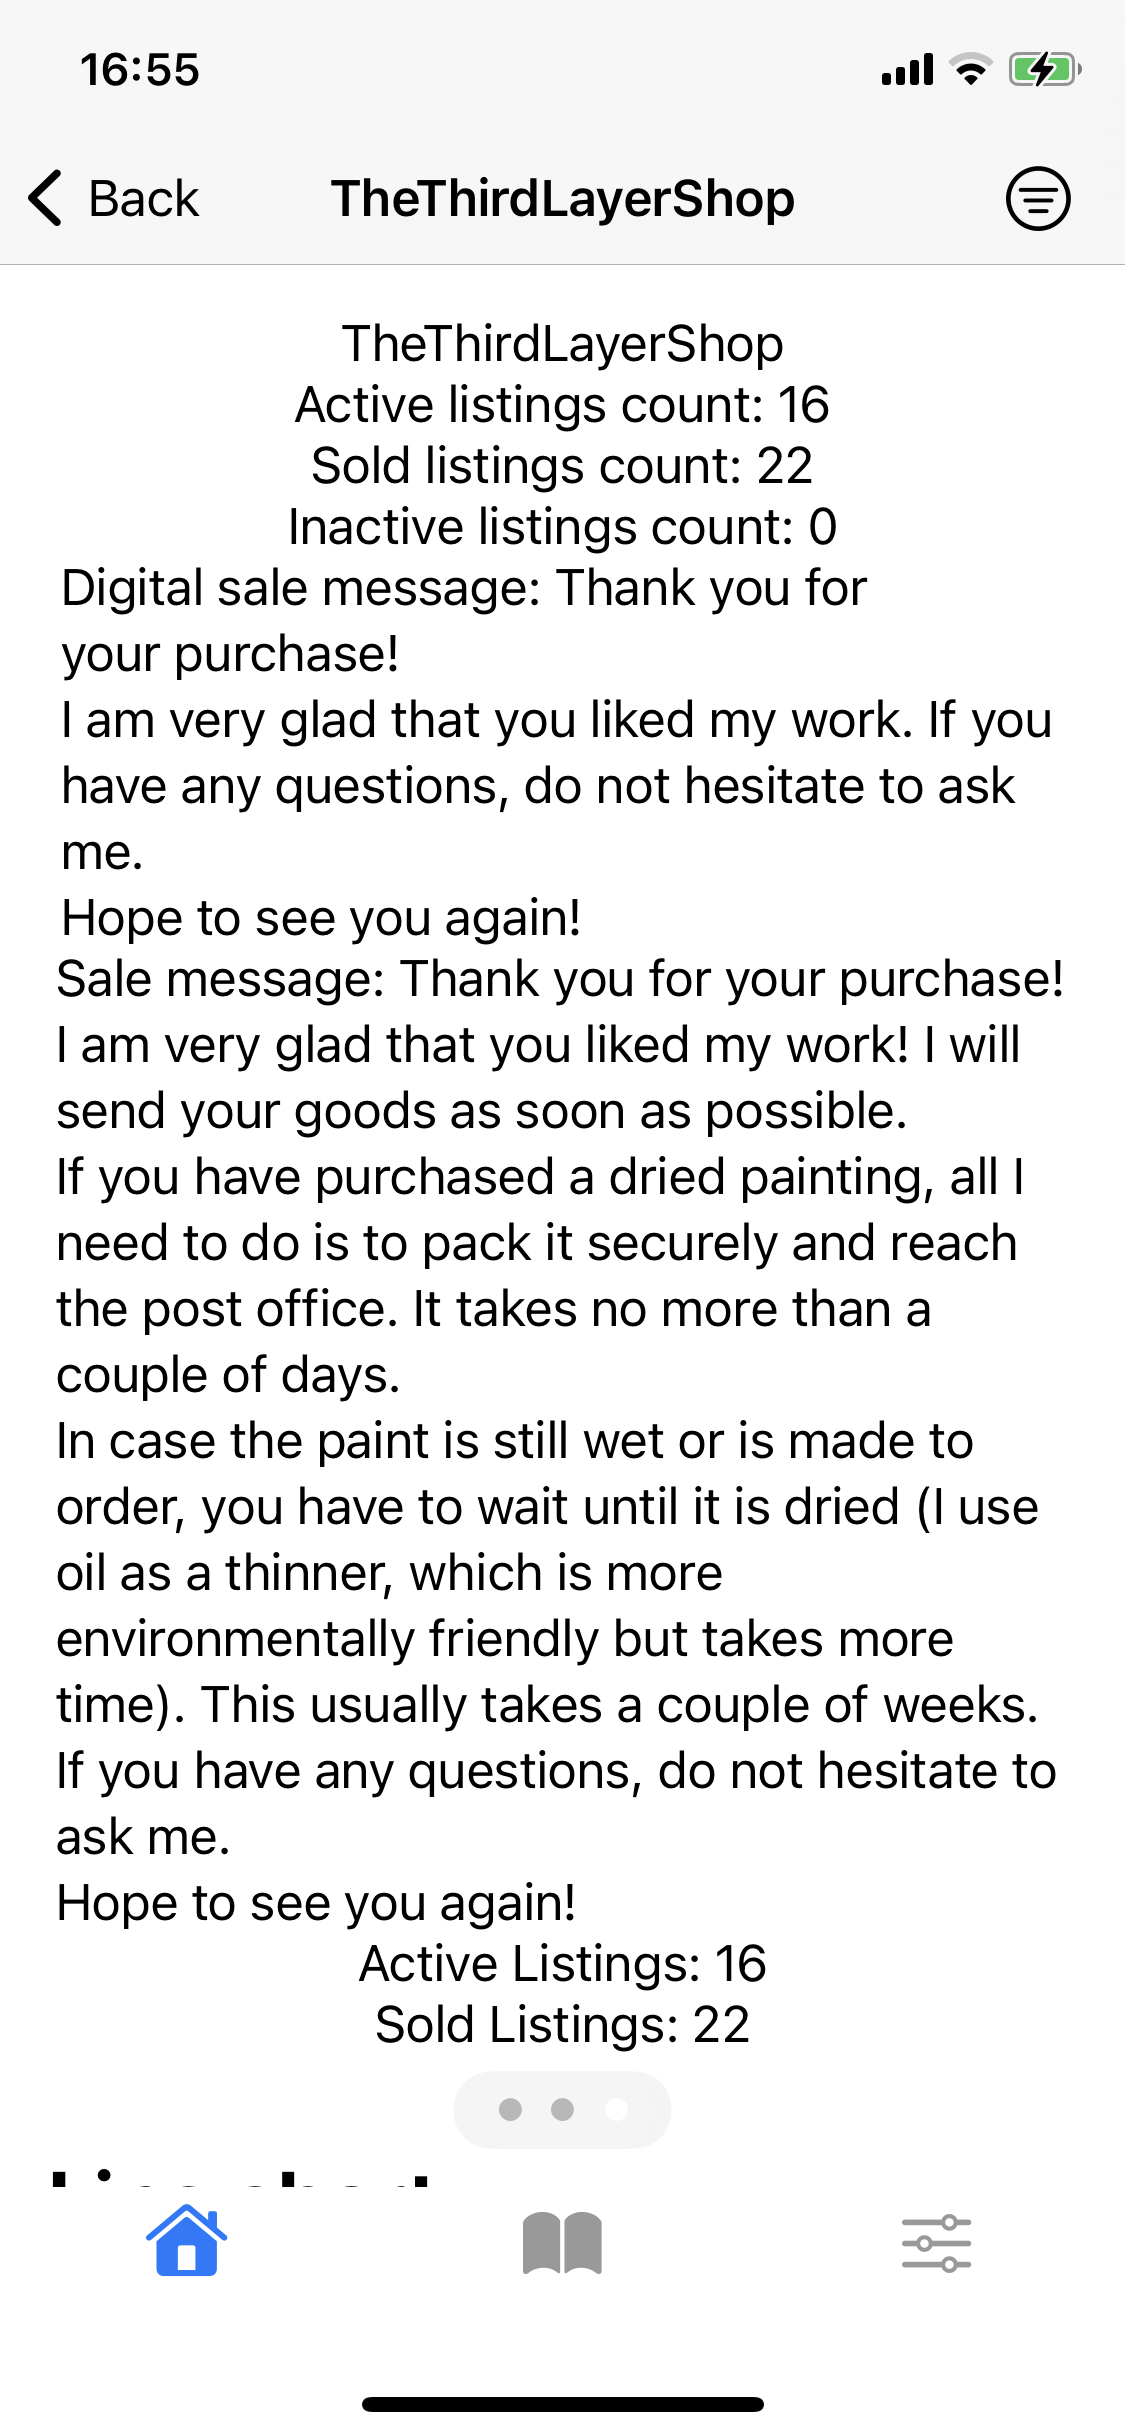 16:55
Back
TheThirdLayerShop
TheThirdLayerShop
Active listings count: 16
Sold listings count: 22
Inactive listings count: 0
Digital sale message: Thank you for
your purchase!
I am very glad that you liked my work. If you
have any questions, do not hesitate to ask
me.
Hope to see you again!
Sale message: Thank you for your purchase!
I am very glad that you liked my work! I will
send your goods as soon as possible.
If you have purchased a dried painting, all I
need to do is to pack it securely and reach
the post office. It takes no more than a
couple of days.
In case the paint is still wet or is made to
order, you have to wait until it is dried (I use
oil as a thinner, which is more
environmentally friendly but takes more
time). This usually takes a couple of weeks.
If you have any questions, do not hesitate to
ask me.
Hope to see you again!
Active Listings: 16
Sold Listings: 22